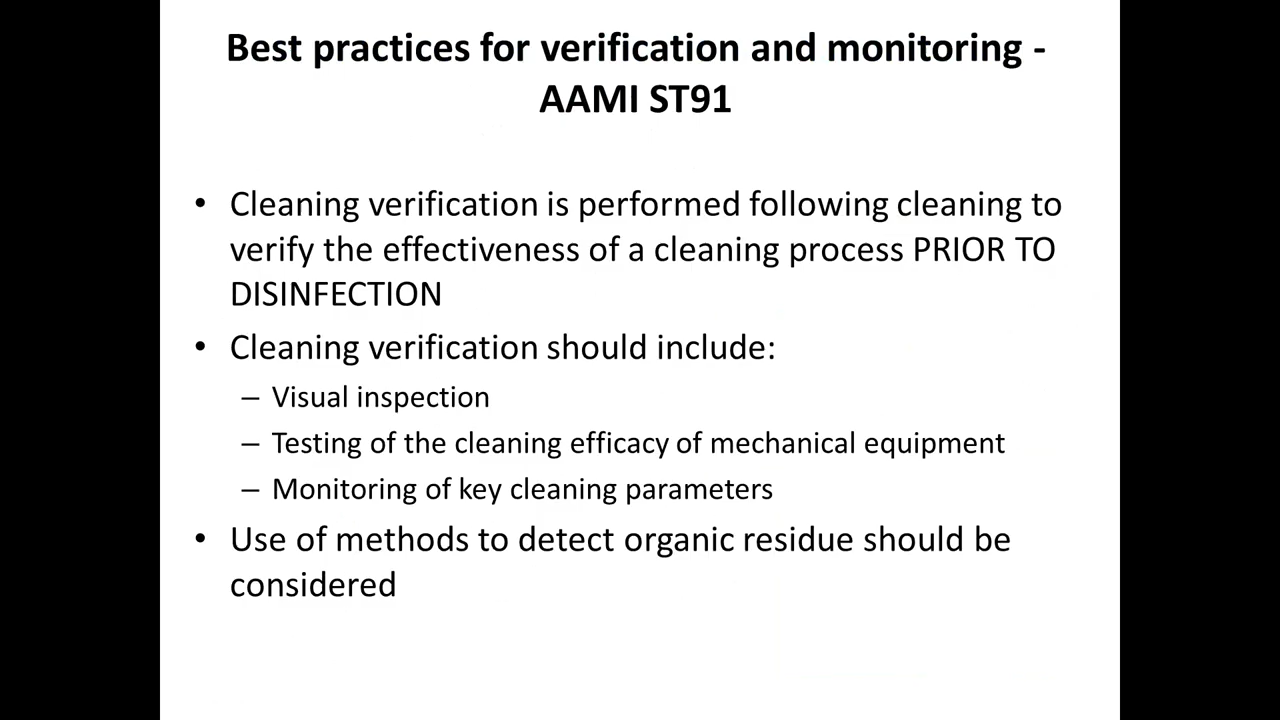 Best practices for verification and monitoring -
AAMI ST91
• Cleaning verification is performed following cleaning to
verify the effectiveness of a cleaning process PRIOR TO
DISINFECTION
• Cleaning verification should include:
– Visual inspection
– Testing of the cleaning efficacy of mechanical equipment
– Monitoring of key cleaning parameters
• Use of methods to detect organic residue should be
considered